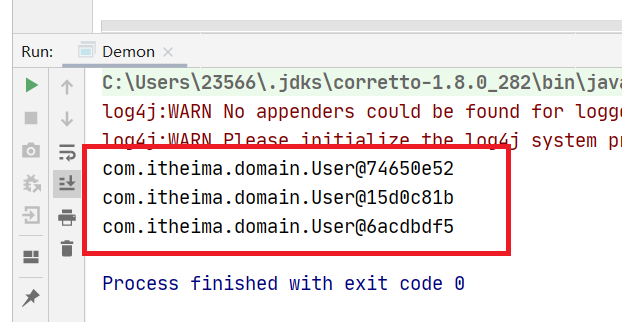 Run: Demon
C:\Users\23566\.jdks\corretto-1.8.0_282\bin\java
log4j:WARN No appenders could be found for logge
log4j:WARN Please initialize the log4j system pr
com.itheima.domain.User@74650e52
com.itheima.domain.User@15d0c81b
com.itheima.domain.User@6acdbdf5
Process finished with exit code 0